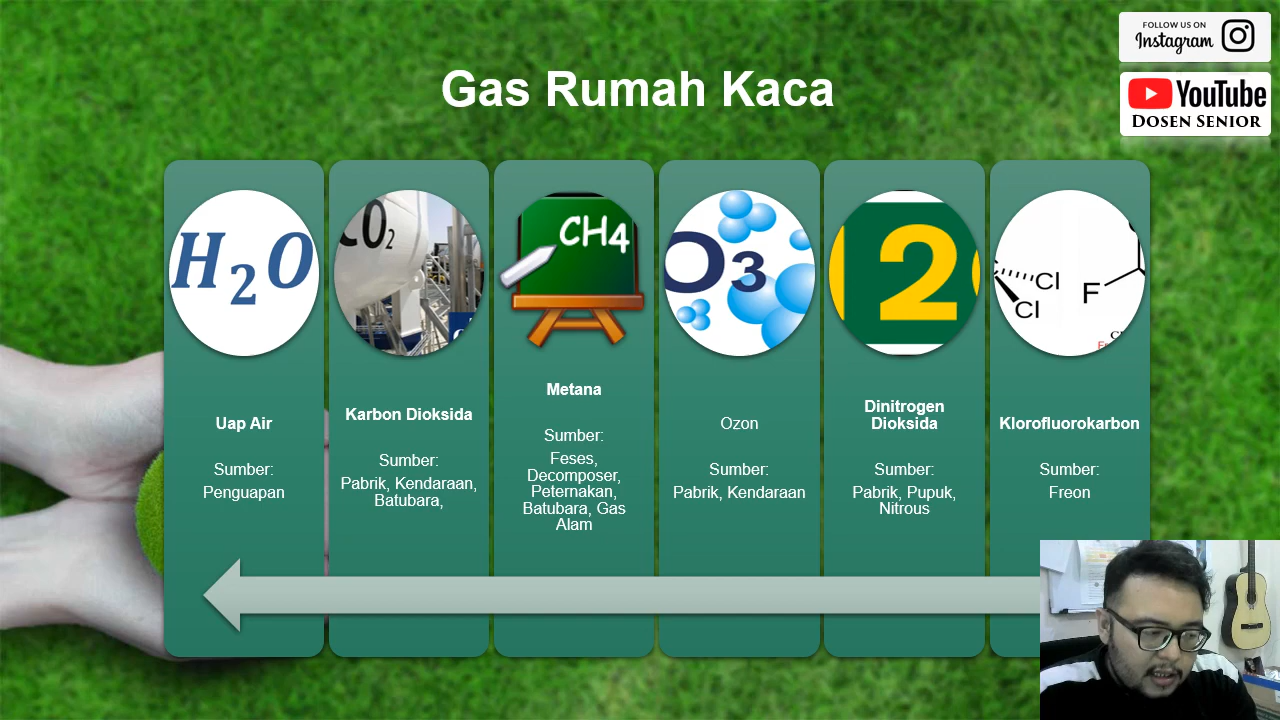 FOLLOW US ON
Instagram
YouTube
DOSEN SENIOR
Gas Rumah Kaca
H2O
CO2
CH4
O3
2
Cl
Cl
F
Uap Air
Sumber:
Penguapan
Karbon Dioksida
Sumber:
Pabrik, Kendaraan,
Batubara,
Metana
Sumber:
Feses,
Decomposer,
Peternakan,
Batubara, Gas
Alam
Ozon
Sumber:
Pabrik, Kendaraan
Dinitrogen
Dioksida
Sumber:
Pabrik, Pupuk,
Nitrous
Klorofluorokarbon
Sumber:
Freon